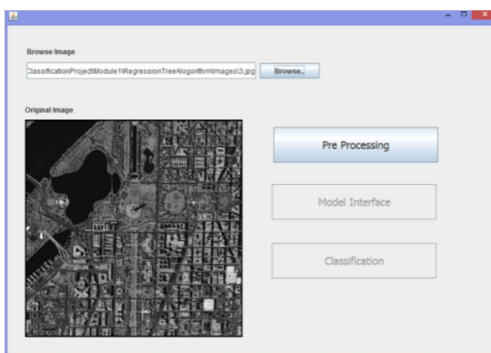 Browse Image
ClassificationProject\Module1\RegressionTreeAlogorithm\images\3.jpg
Browse..
Original Image
Pre Processing
Model Interface
Classification